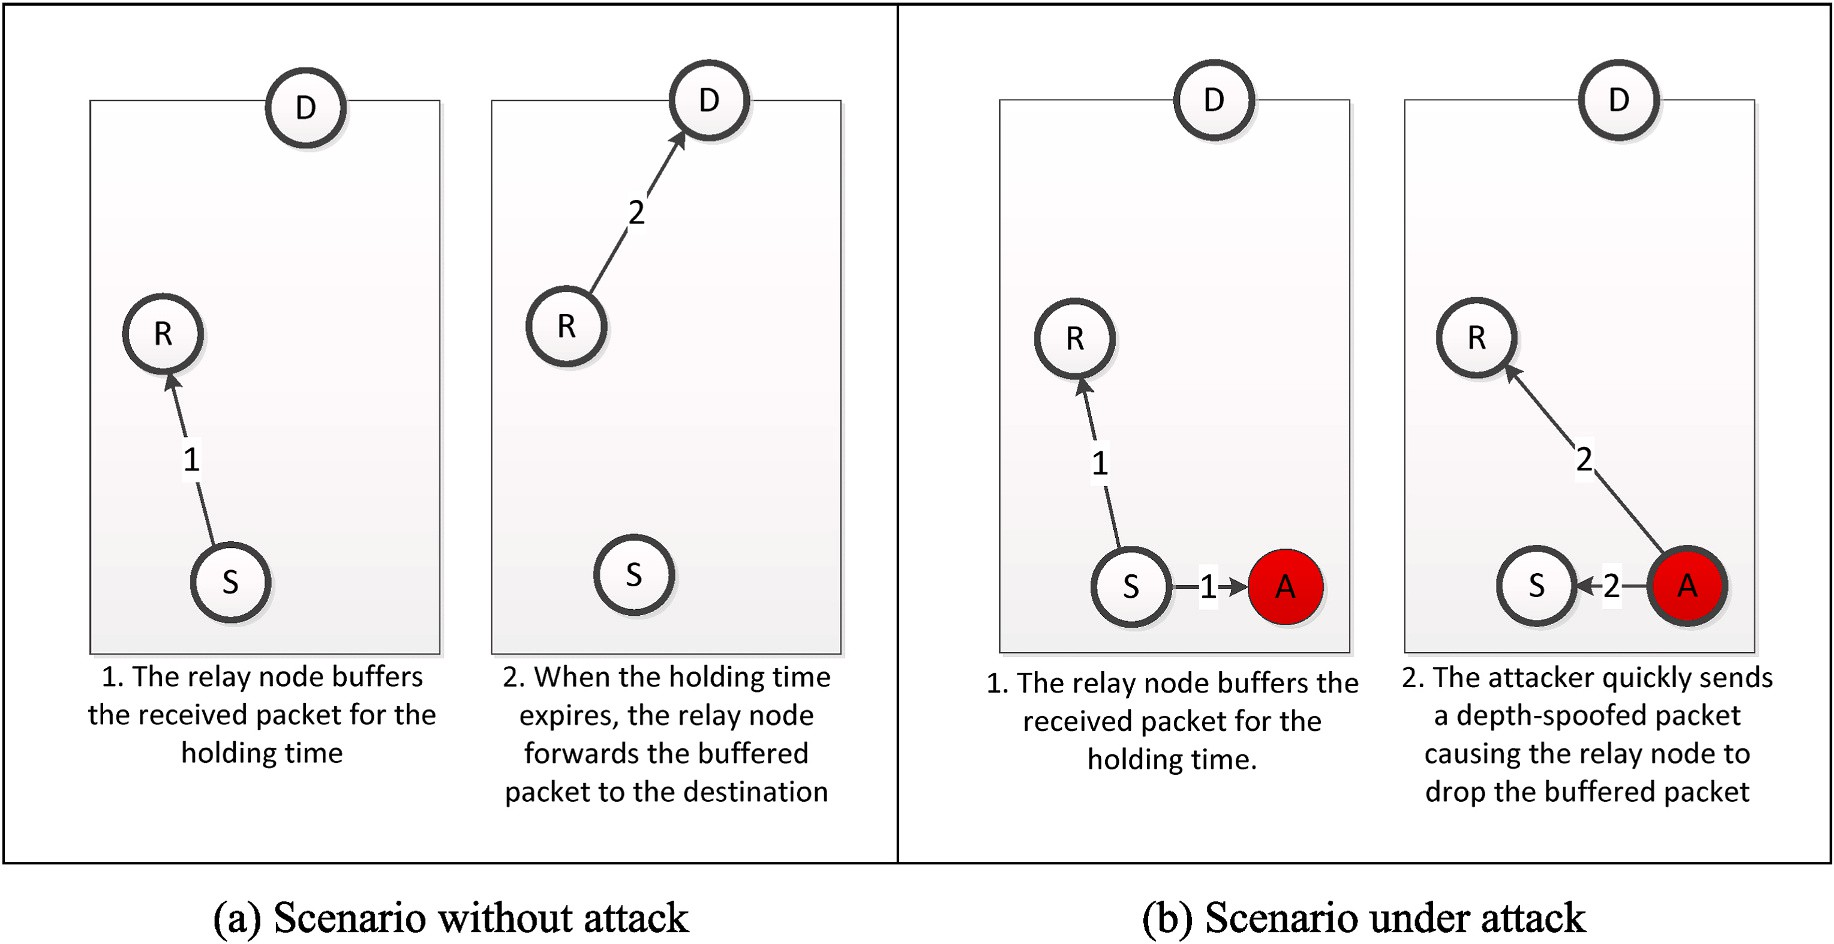 D
R
1
S
1. The relay node buffers
the received packet for the
holding time
D
2
R
S
2. When the holding time
expires, the relay node
forwards the buffered
packet to the destination
(a) Scenario without attack
D
R
1
S
1
A
1. The relay node buffers the
received packet for the
holding time.
D
R
2
S
2
A
2. The attacker quickly sends
a depth-spoofed packet
causing the relay node to
drop the buffered packet
(b) Scenario under attack